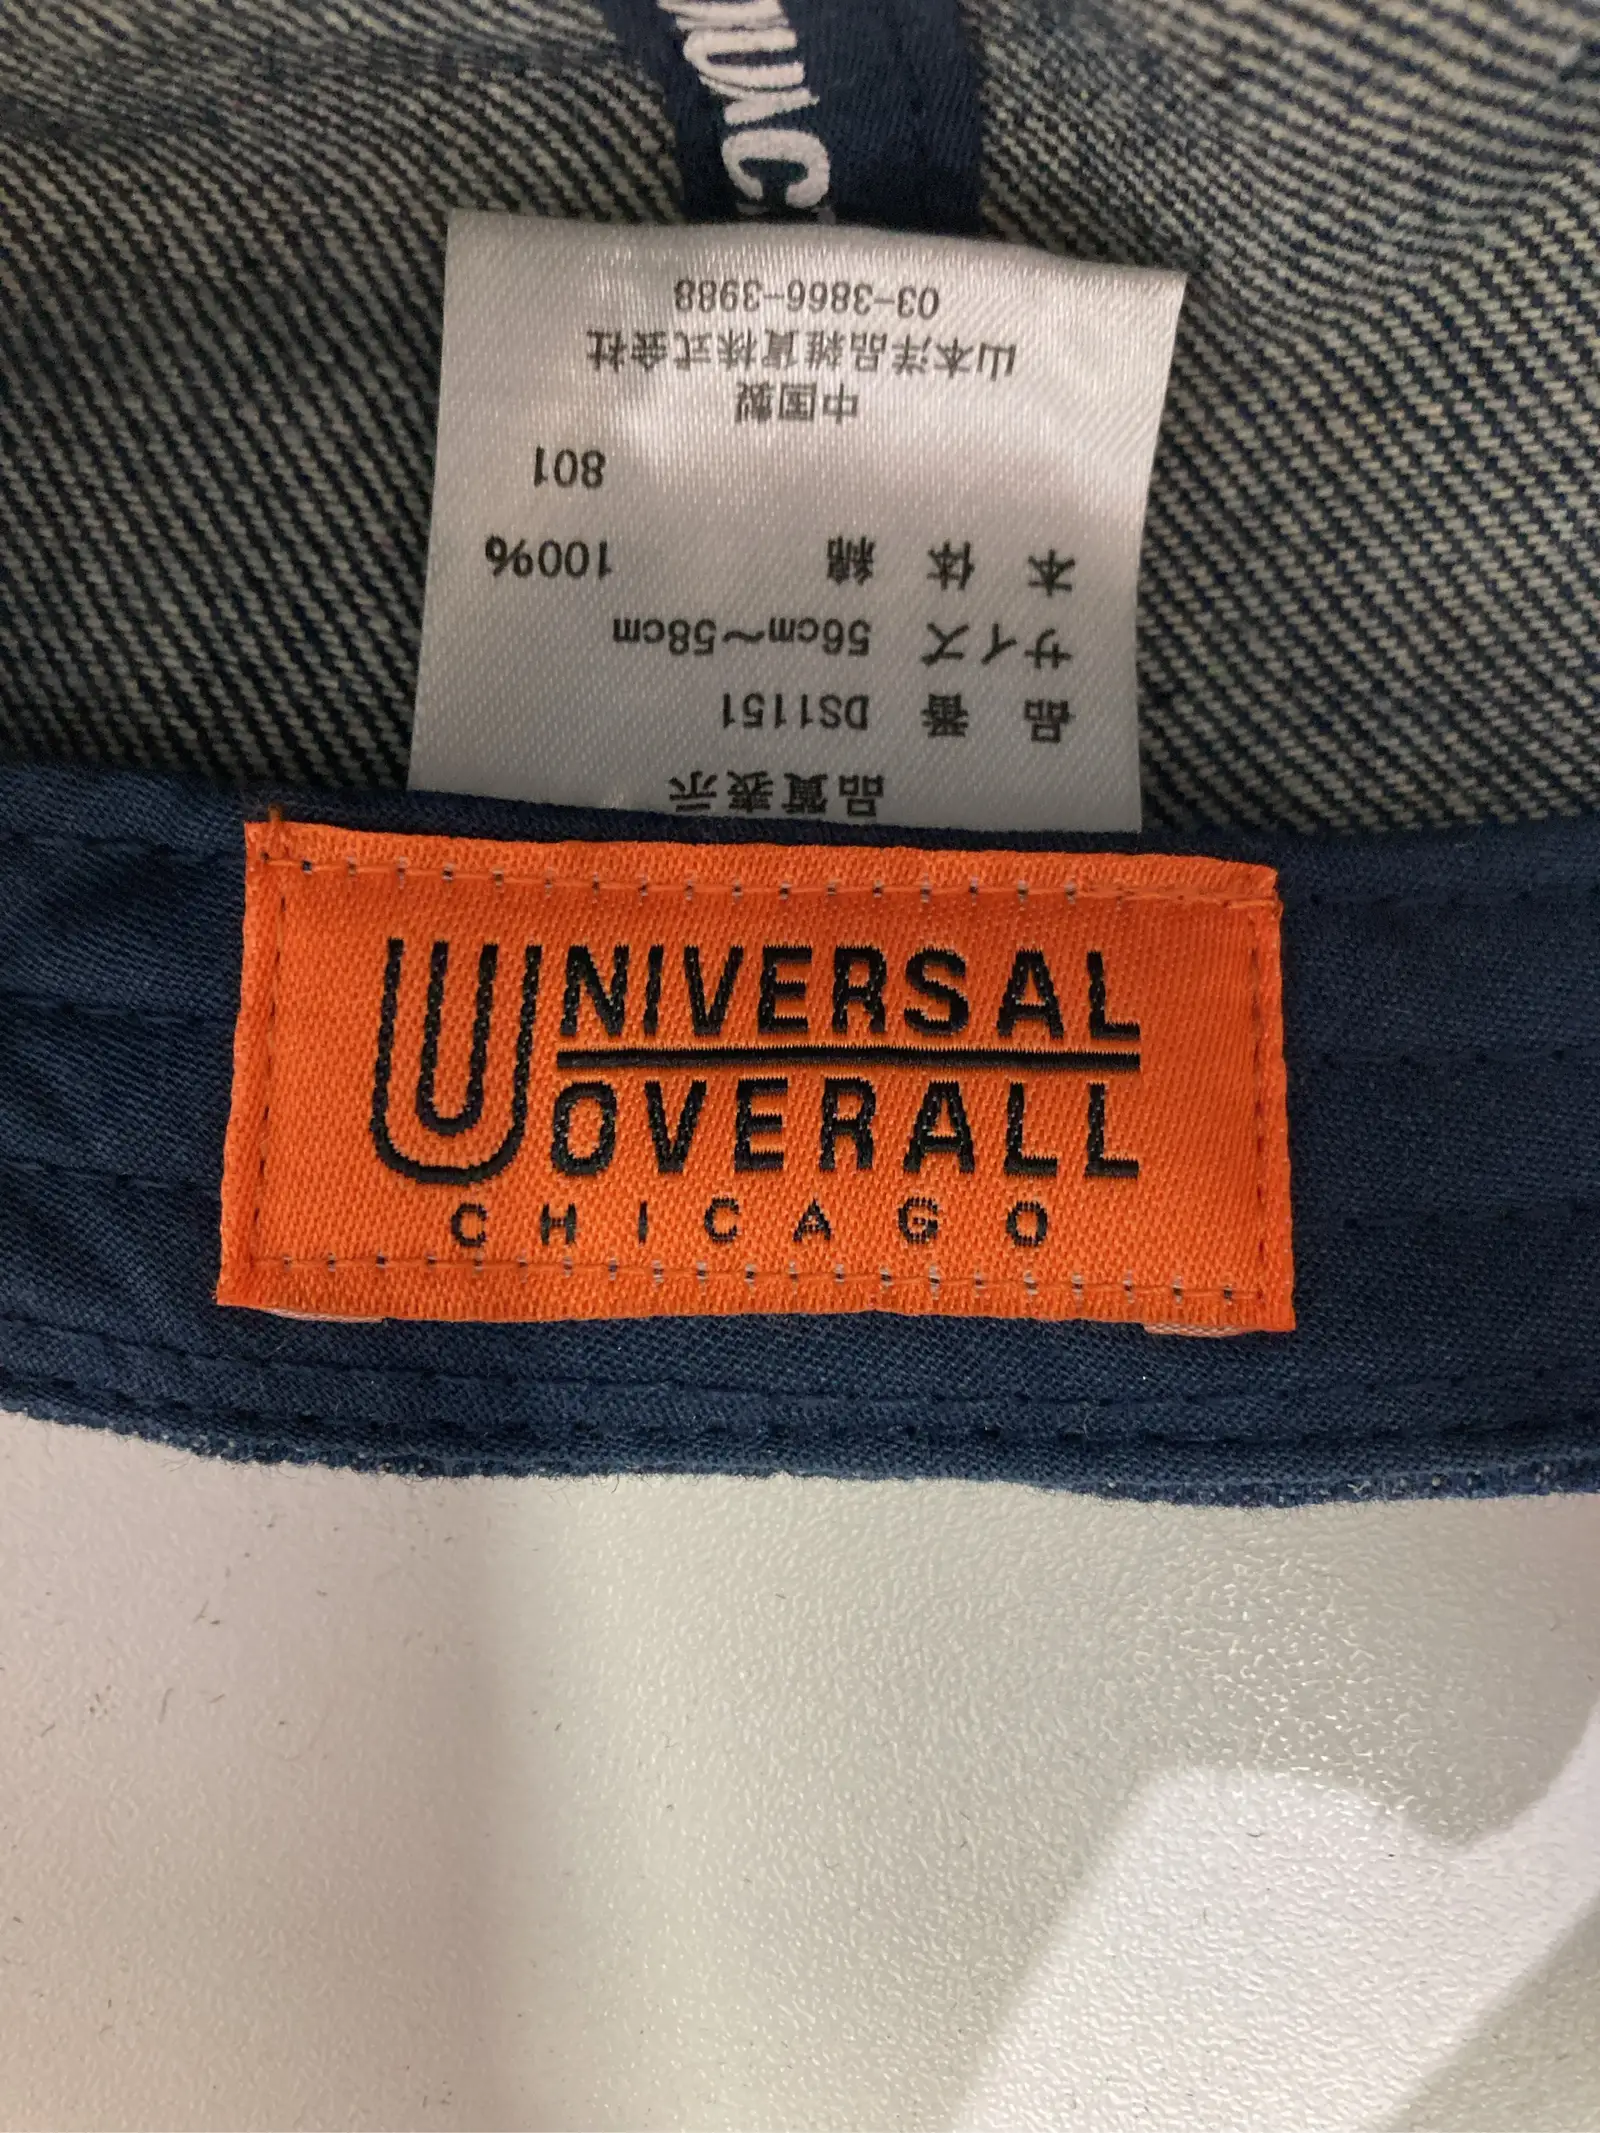 品質表示
品 番 DS1151
サイズ 56cm～58cm
本 体 綿 100%
801
中国製
山本洋品雑貨株式会社
03-3866-3988
UNIVERSAL
OVERALL
CHICAGO